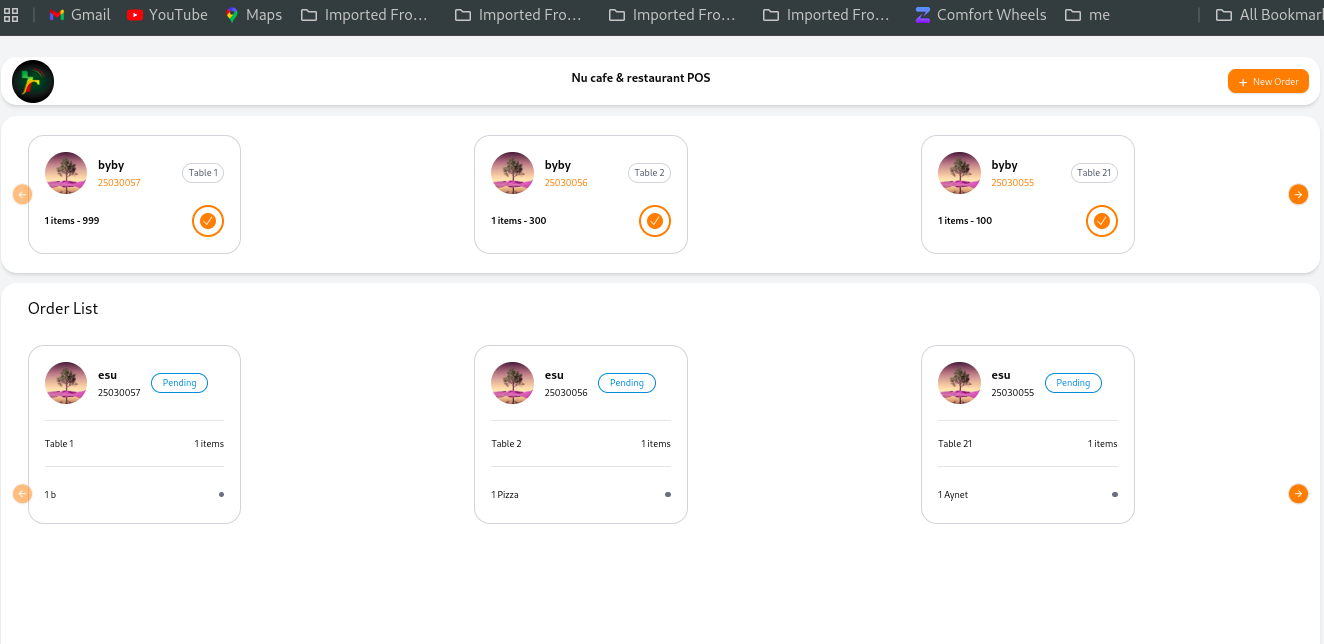 Gmail YouTube Maps Imported Fro... Imported Fro... Imported Fro... Imported Fro... Comfort Wheels me All Bookmar
Nu cafe & restaurant POS
+ New Order
byby
25030057
Table 1
1 items - 999
byby
25030056
Table 2
1 items - 300
byby
25030055
Table 21
1 items - 100
Order List
esu
25030057
Pending
Table 1 1 items
1 b
esu
25030056
Pending
Table 2 1 items
1 Pizza
esu
25030055
Pending
Table 21 1 items
1 Aynet